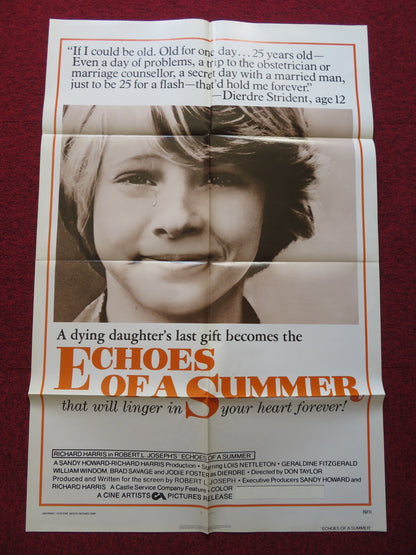 "If I could be old. Old for one day...25 years old—
Even a day of problems, a trip to the obstetrician or
marriage counsellor, a secret day with a married man,
just to be 25 for a flash—that'd hold me forever."
—Dierdre Strident, age 12
A dying daughter's last gift becomes the
ECHOES
OF A SUMMER
that will linger in your heart forever!
RICHARD HARRIS in ROBERT L. JOSEPH'S "ECHOES OF A SUMMER"
A SANDY HOWARD-RICHARD HARRIS Production • Starring LOIS NETTLETON • GERALDINE FITZGERALD
WILLIAM WINDOM, BRAD SAVAGE and JODIE FOSTER as DIERDRE • Directed by DON TAYLOR
Produced and Written for the screen by ROBERT L. JOSEPH • Executive Producers SANDY HOWARD and
RICHARD HARRIS A Castle Service Company Feature • COLOR
A CINE ARTISTS CA PICTURES RELEASE
ECHOES OF A SUMMER